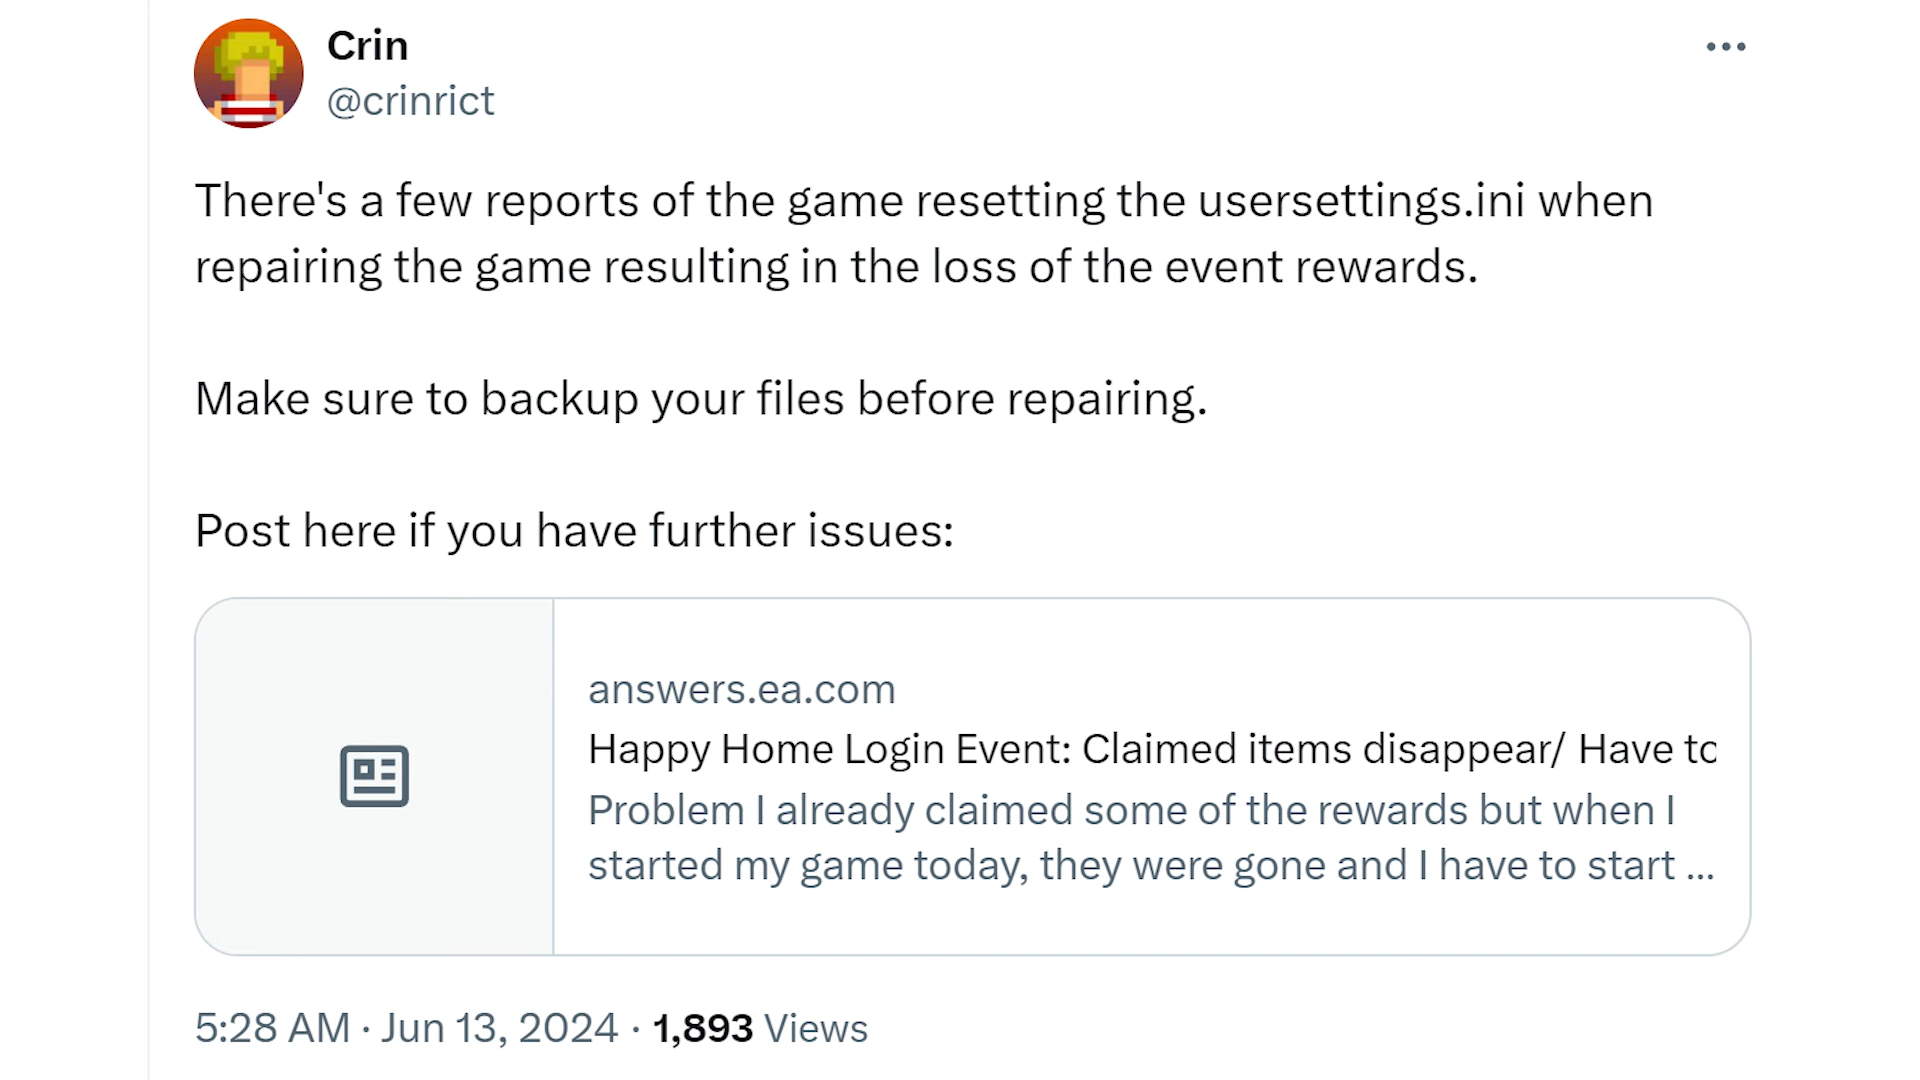 Crin
@crinrict
There's a few reports of the game resetting the usersettings.ini when
repairing the game resulting in the loss of the event rewards.
Make sure to backup your files before repairing.
Post here if you have further issues:
answers.ea.com
Happy Home Login Event: Claimed items disappear/ Have to
Problem I already claimed some of the rewards but when I
started my game today, they were gone and I have to start ...
5:28 AM · Jun 13, 2024 · 1,893 Views